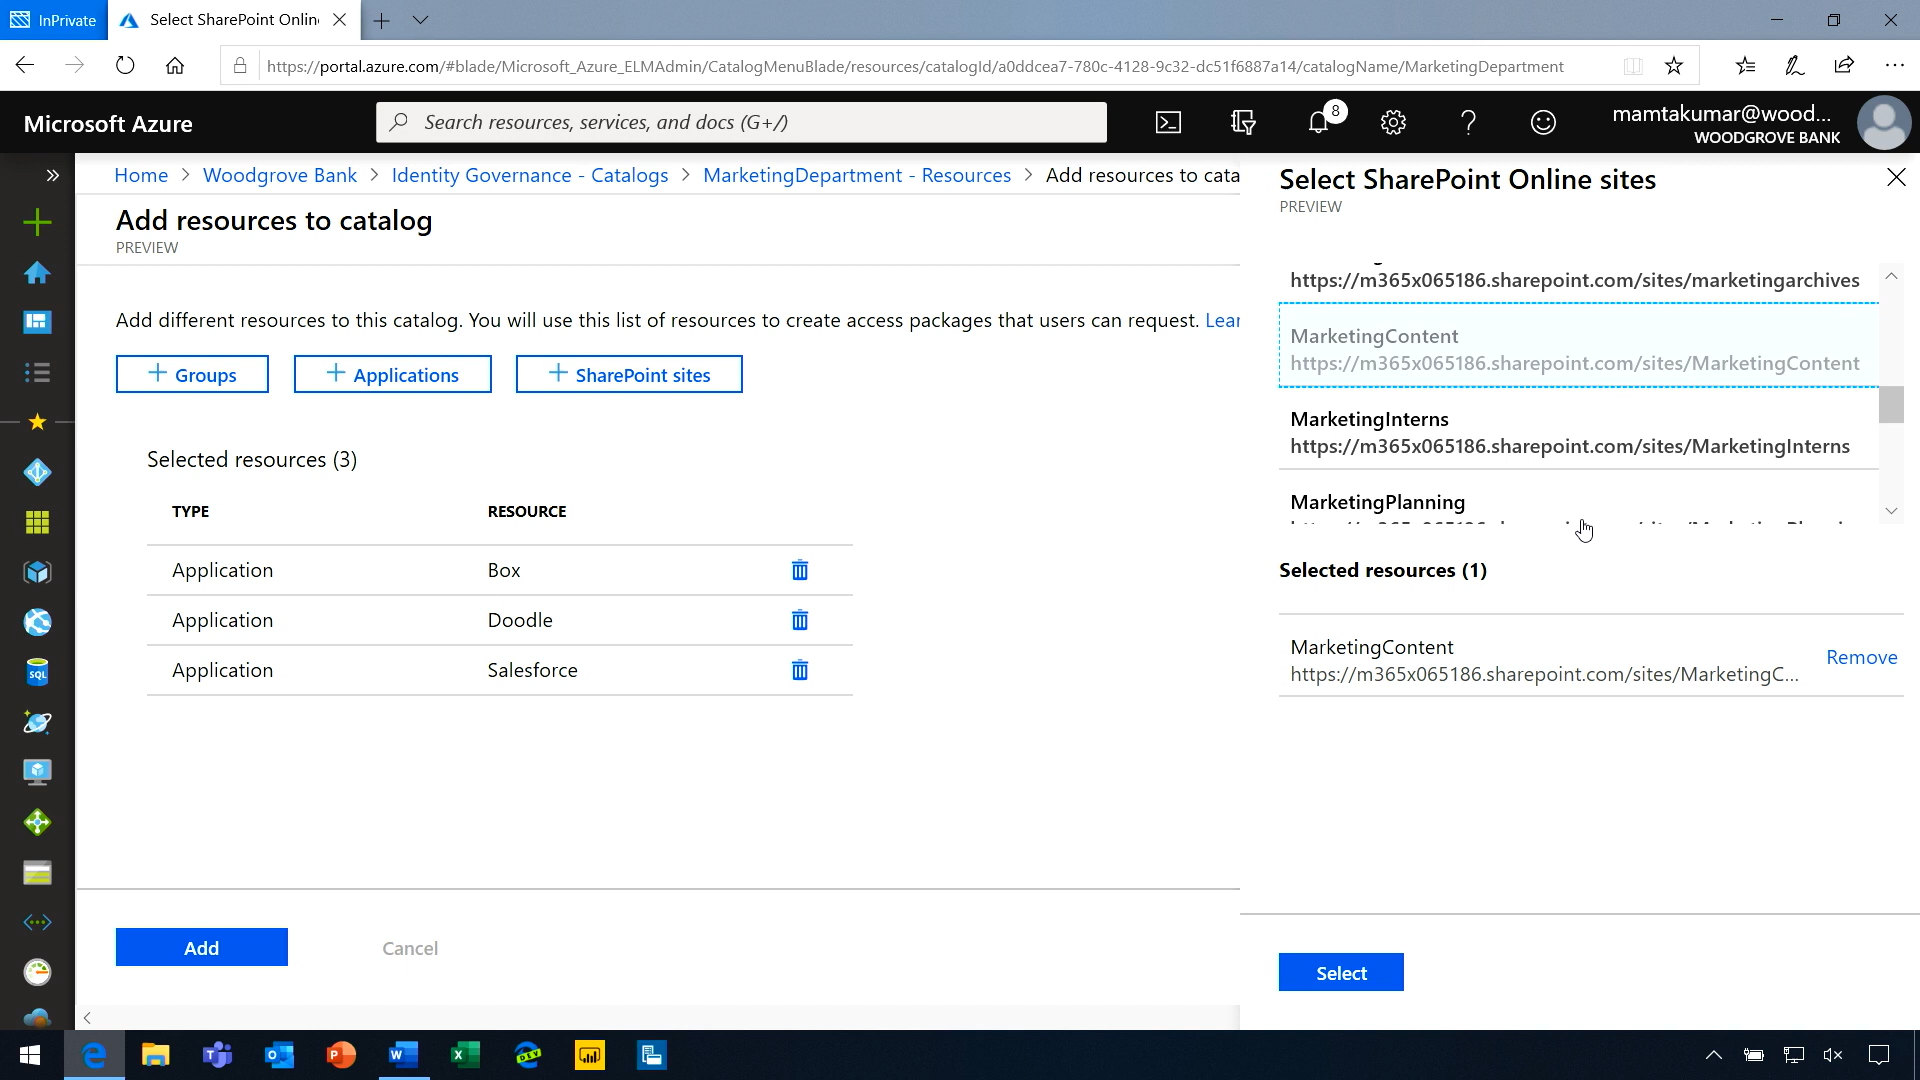 InPrivate
Select SharePoint Onlin
https://portal.azure.com/#blade/Microsoft_Azure_ELMAdmin/CatalogMenuBlade/resources/catalogId/a0ddcea7-780c-4128-9c32-dc51f6887a14/catalogName/MarketingDepartment
Microsoft Azure
Search resources, services, and docs (G+/)
8
mamtakumar@wood...
WOODGROVE BANK
Home > Woodgrove Bank > Identity Governance - Catalogs > MarketingDepartment - Resources > Add resources to cata
Add resources to catalog
PREVIEW
Add different resources to this catalog. You will use this list of resources to create access packages that users can request. Lear
+ Groups
+ Applications
+ SharePoint sites
Selected resources (3)
TYPE RESOURCE
Application Box
Application Doodle
Application Salesforce
Add
Cancel
Select SharePoint Online sites
PREVIEW
https://m365x065186.sharepoint.com/sites/marketingarchives
MarketingContent
https://m365x065186.sharepoint.com/sites/MarketingContent
MarketingInterns
https://m365x065186.sharepoint.com/sites/MarketingInterns
MarketingPlanning
Selected resources (1)
MarketingContent
https://m365x065186.sharepoint.com/sites/MarketingC...
Remove
Select
SQL
DEV